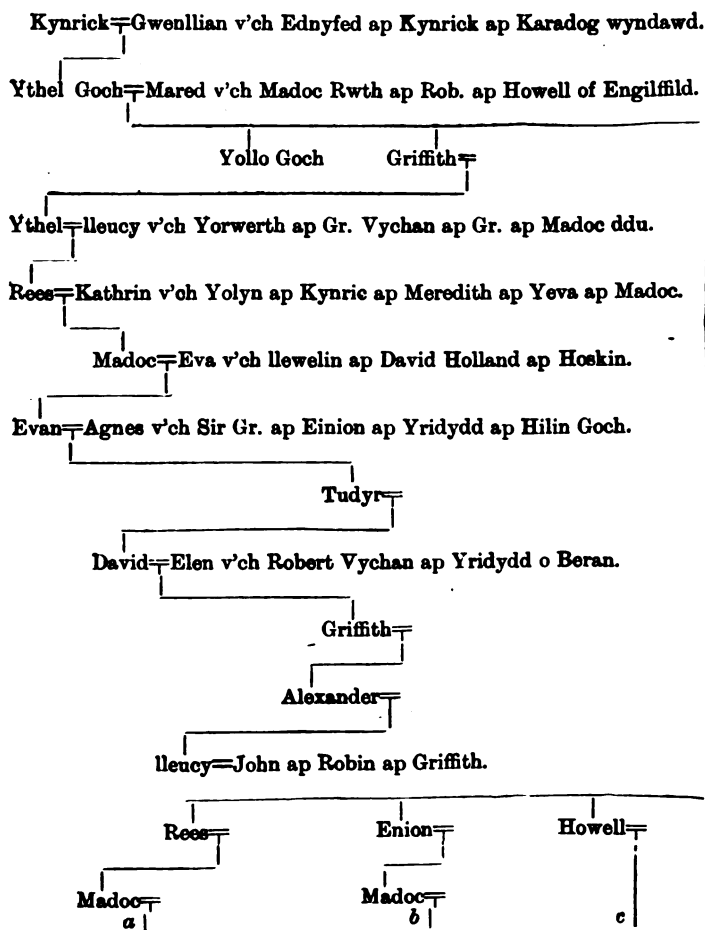 Kynrick=Gwenllian v'ch Ednyfed ap Kynrick ap Karadog wyndawd.
Ythel Goch=Mared v'ch Madoc Rwth ap Rob. ap Howell of Engilffild.
Yollo Goch Griffith=
Ythel=lleucy v'ch Yorwerth ap Gr. Vychan ap Gr. ap Madoc ddu.
Rees=Kathrin v'ch Yolyn ap Kynric ap Meredith ap Yeva ap Madoc.
Madoc=Eva v'ch llewelin ap David Holland ap Hoskin.
Evan=Agnes v'ch Sir Gr. ap Einion ap Yridydd ap Hilin Goch.
Tudyr=
David=Elen v'ch Robert Vychan ap Yridydd o Beran.
Griffith=
Alexander=
lleucy=John ap Robin ap Griffith.
Rees= Enion= Howell=
Madoc= Madoc=
a b c